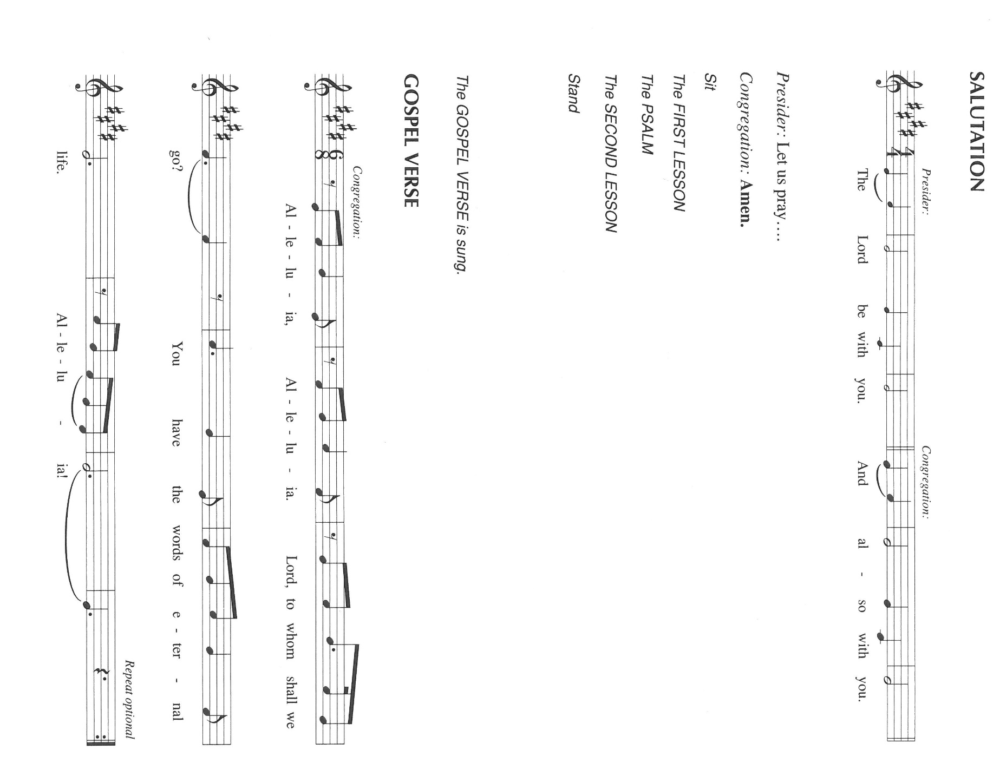 SALUTATION
Presider: Congregation:
The Lord be with you. And al - so with you.
Presider: Let us pray….
Congregation: Amen.
Sit
The FIRST LESSON
The PSALM
The SECOND LESSON
Stand
The GOSPEL VERSE is sung.
GOSPEL VERSE
Congregation:
Al - le - lu - ia, Al - le - lu - ia. Lord, to whom shall we
go? You have the words of e - ter - nal
Repeat optional
life. Al - le - lu - ia!